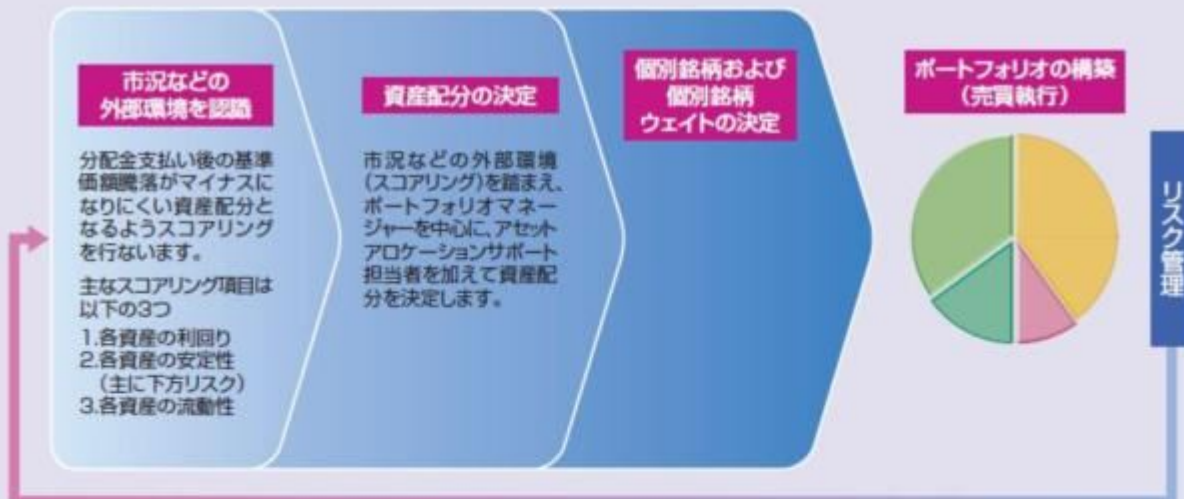 市況などの
外部環境を認識
分配金支払い後の基準
価額騰落がマイナスに
なりにくい資産配分と
なるようスコアリング
を行ないます。
主なスコアリング項目は
以下の3つ
1.各資産の利回り
2.各資産の安定性
（主に下方リスク）
3.各資産の流動性
資産配分の決定
市況などの外部環境
（スコアリング）を踏まえ、
ポートフォリオマネー
ジャーを中心に、アセット
アロケーションサポート
担当者を加えて資産配
分を決定します。
個別銘柄および
個別銘柄
ウェイトの決定
ポートフォリオの構築
（売買執行）
リスク管理